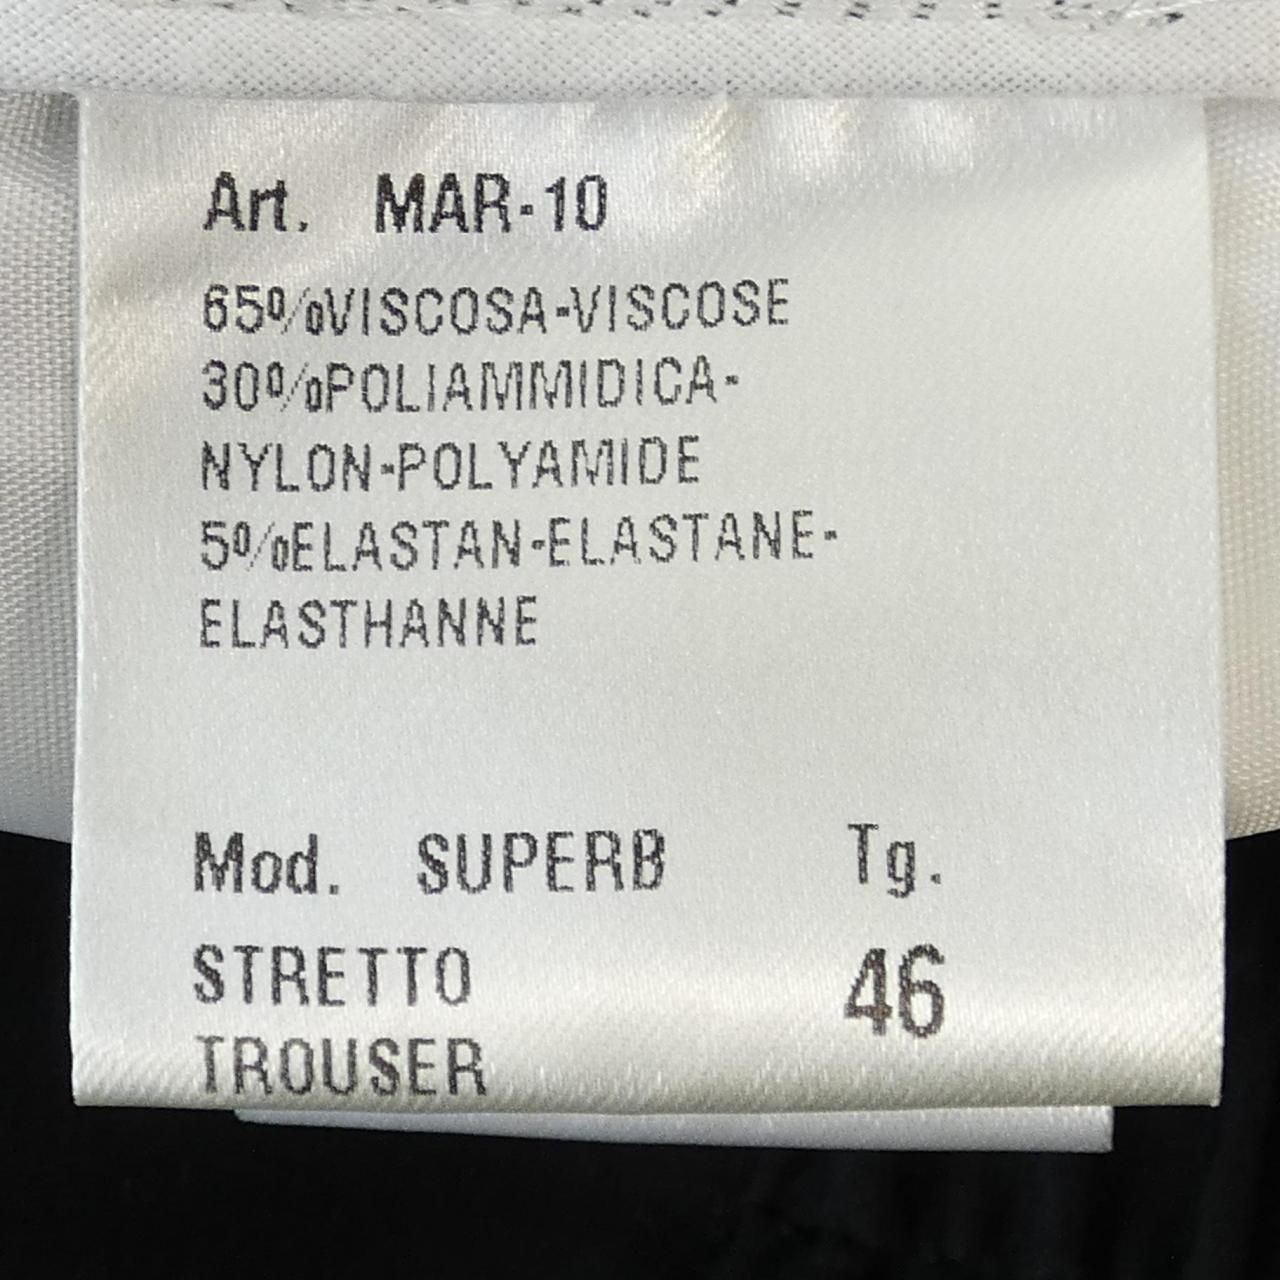 Art. MAR-10
65%VISCOSA-VISCOSE
30%POLIAMMIDICA-
NYLON-POLYAMIDE
5%ELASTAN-ELASTANE-
ELASTHANNE
Mod. SUPERB Tg.
STRETTO 46
TROUSER